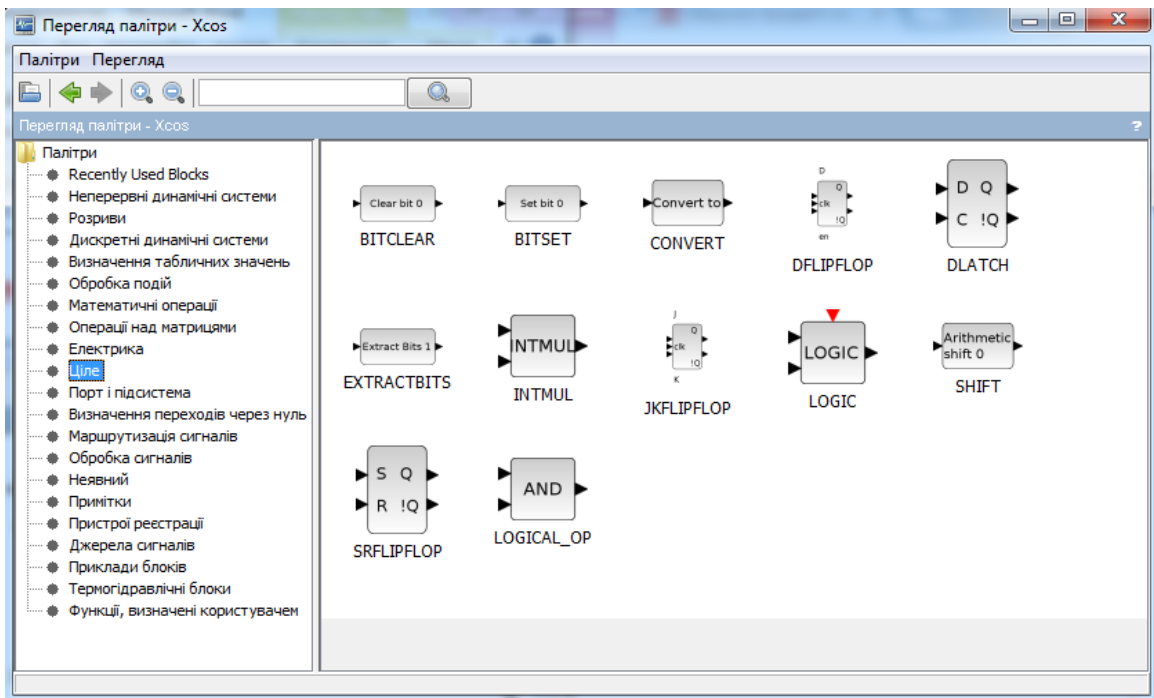 Перегляд палітри - Xcos
Палітри Перегляд
Перегляд палітри - Xcos ?
Палітри
Recently Used Blocks
Неперервні динамічні системи
Розриви
Дискретні динамічні системи
Визначення табличних значень
Обробка подій
Математичні операції
Операції над матрицями
Електрика
Ціле
Порт і підсистема
Визначення переходів через нуль
Маршрутизація сигналів
Обробка сигналів
Неявний
Примітки
Пристрої реєстрації
Джерела сигналів
Приклади блоків
Термогідравлічні блоки
Функції, визначені користувачем
Clear bit 0
BITCLEAR
Set bit 0
BITSET
Convert to
CONVERT
D
Q
clk
!Q
en
DFLIPFLOP
D Q
C !Q
DLATCH
Extract Bits 1
EXTRACTBITS
INTMUL
INTMUL
J
Q
clk
!Q
K
JKFLIPFLOP
LOGIC
LOGIC
Arithmetic
shift 0
SHIFT
S Q
R !Q
SRFLIPFLOP
AND
LOGICAL_OP